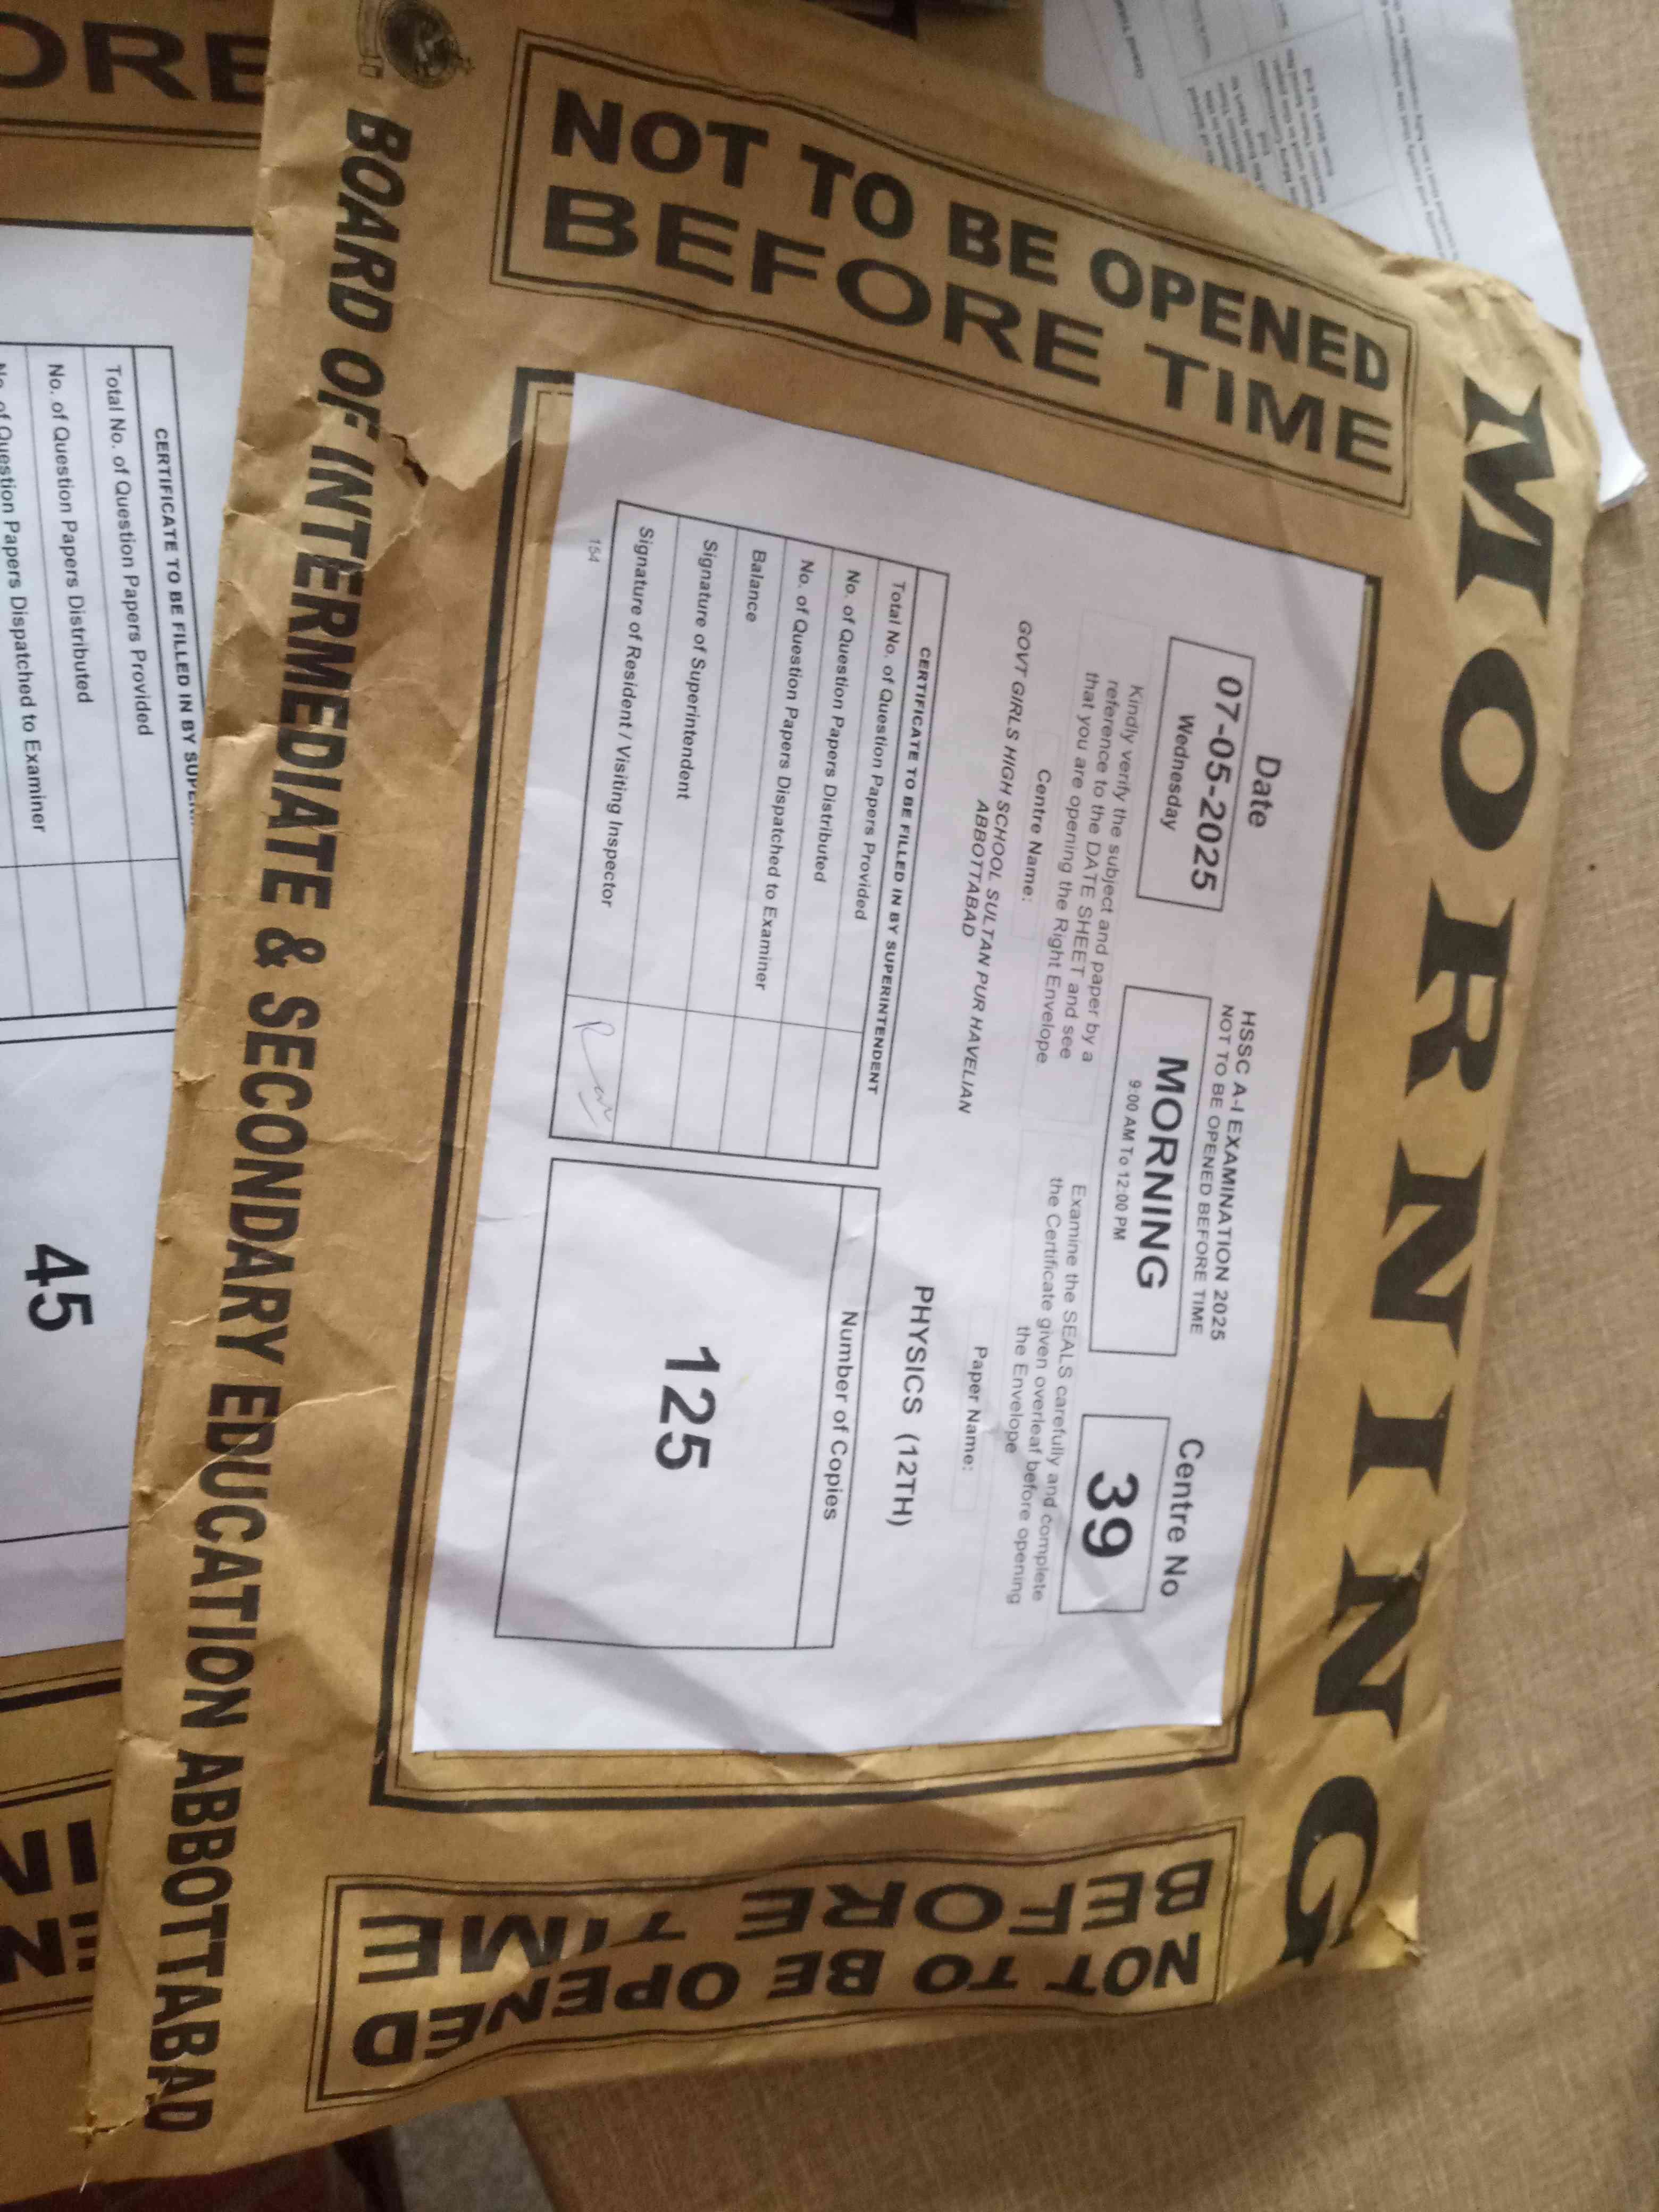 MORNING
NOT TO BE OPENED
BEFORE TIME
Date
07-05-2025
Wednesday
HSSC A-I EXAMINATION 2025
NOT TO BE OPENED BEFORE TIME
MORNING
9:00 AM To 12:00 PM
Centre No
39
Kindly verify the subject and paper by a
reference to the DATE SHEET and see
that you are opening the Right Envelope.
Examine the SEALS carefully and complete
the Certificate given overleaf before opening
the Envelope
Centre Name:
GOVT GIRLS HIGH SCHOOL SULTAN PUR HAVELIAN
ABBOTTABAD
Paper Name:
PHYSICS (12TH)
CERTIFICATE TO BE FILLED IN BY SUPERINTENDENT
Total No. of Question Papers Provided
No. of Question Papers Distributed
No. of Question Papers Dispatched to Examiner
Balance
Signature of Superintendent
Signature of Resident / Visiting Inspector
154
Number of Copies
125
NOT TO BE OPENED
BEFORE TIME
BOARD OF INTERMEDIATE & SECONDARY EDUCATION ABBOTTABAD
ORE
CERTIFICATE TO BE FILLED IN BY
Total No. of Question Papers Provided
No. of Question Papers Distributed
No. of Question Papers Dispatched to Examiner
45